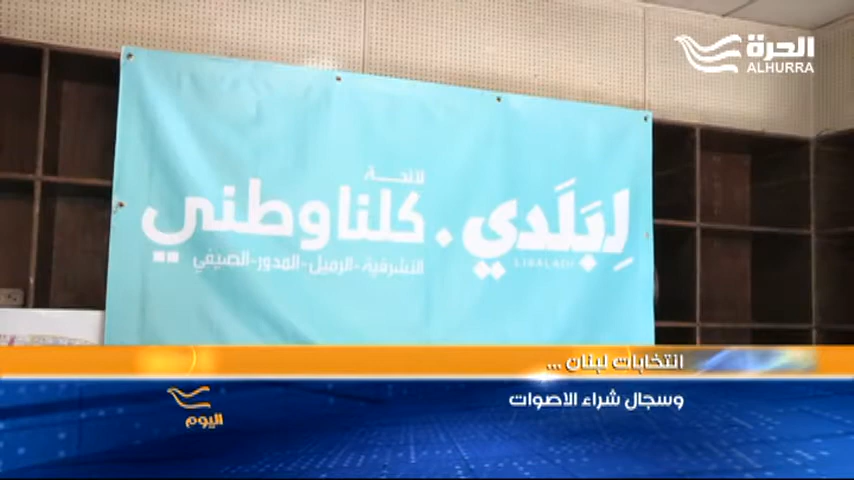 الحرة
ALHURRA
لائحة
لِبَلَدي. كلنا وطني
LIBALADI
الأشرفية - الرميل - المدور - الصيفي
انتخابات لبنان ...
وسجال شراء الاصوات
اليوم